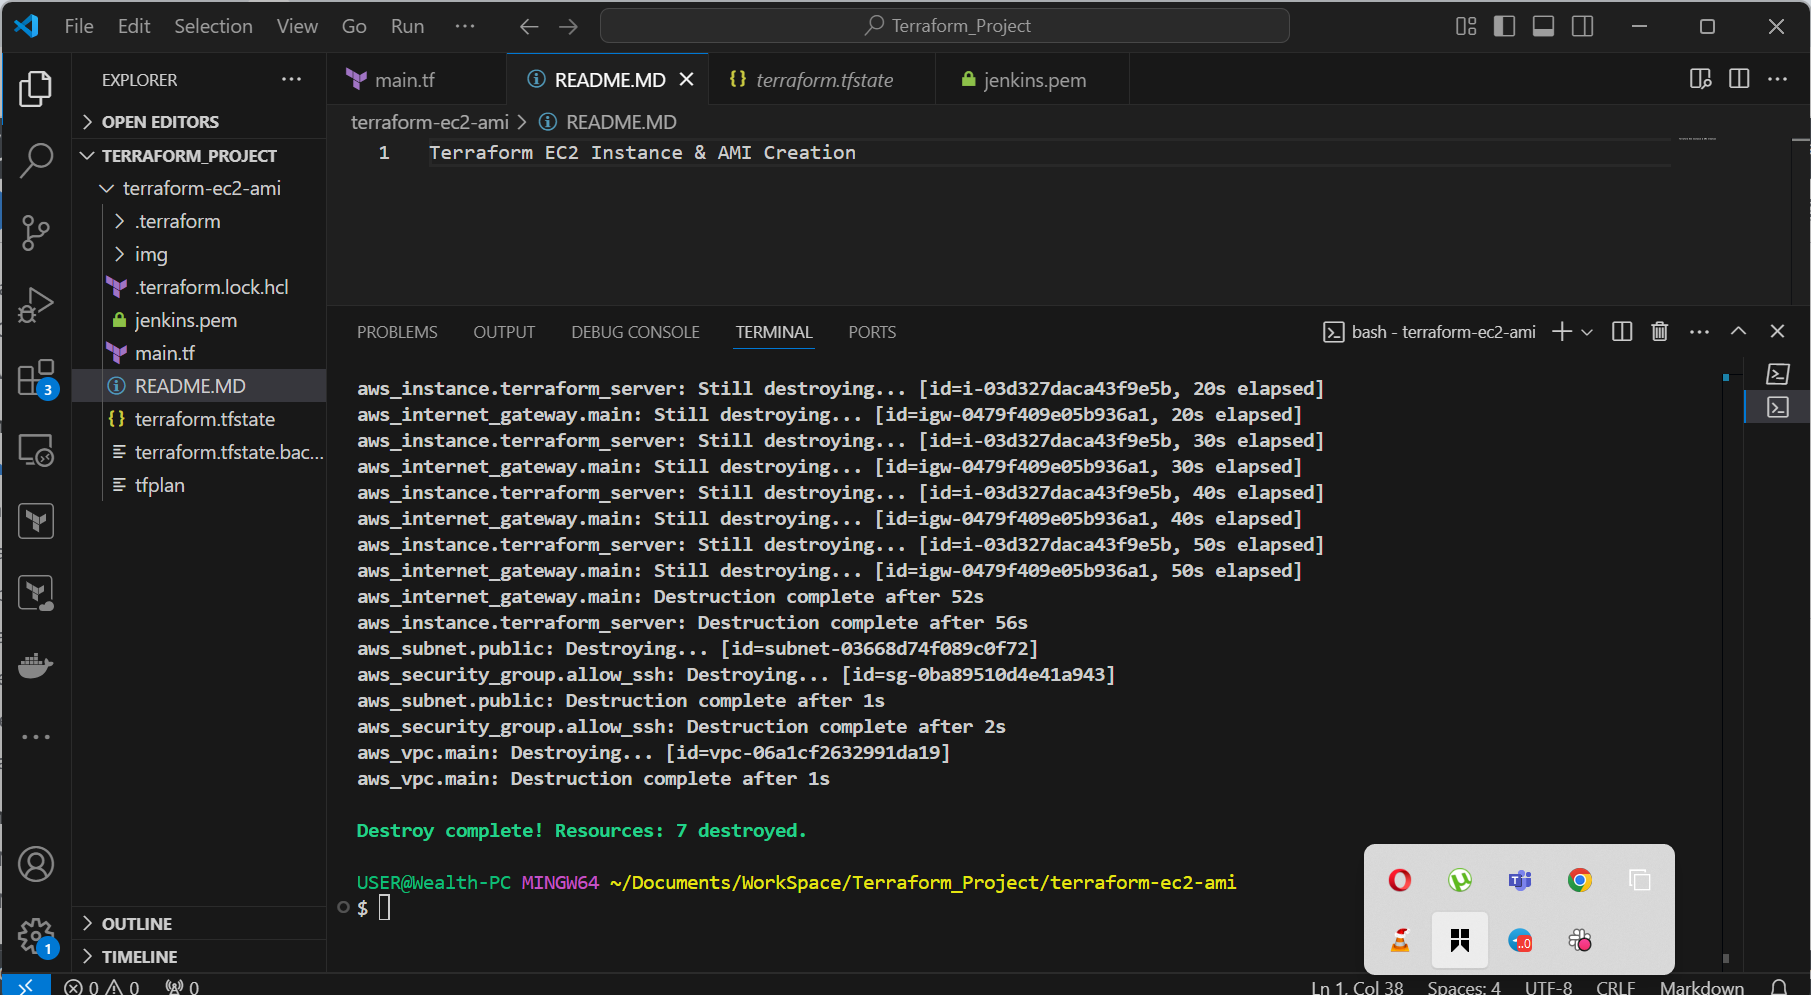 File Edit Selection View Go Run ···
Terraform_Project
EXPLORER
OPEN EDITORS
TERRAFORM_PROJECT
terraform-ec2-ami
.terraform
img
.terraform.lock.hcl
jenkins.pem
main.tf
README.MD
terraform.tfstate
terraform.tfstate.bac...
tfplan
OUTLINE
TIMELINE
3
1
main.tf README.MD terraform.tfstate jenkins.pem
terraform-ec2-ami > README.MD
1 Terraform EC2 Instance & AMI Creation
PROBLEMS OUTPUT DEBUG CONSOLE TERMINAL PORTS
bash - terraform-ec2-ami
aws_instance.terraform_server: Still destroying... [id=i-03d327daca43f9e5b, 20s elapsed]
aws_internet_gateway.main: Still destroying... [id=igw-0479f409e05b936a1, 20s elapsed]
aws_instance.terraform_server: Still destroying... [id=i-03d327daca43f9e5b, 30s elapsed]
aws_internet_gateway.main: Still destroying... [id=igw-0479f409e05b936a1, 30s elapsed]
aws_instance.terraform_server: Still destroying... [id=i-03d327daca43f9e5b, 40s elapsed]
aws_internet_gateway.main: Still destroying... [id=igw-0479f409e05b936a1, 40s elapsed]
aws_instance.terraform_server: Still destroying... [id=i-03d327daca43f9e5b, 50s elapsed]
aws_internet_gateway.main: Still destroying... [id=igw-0479f409e05b936a1, 50s elapsed]
aws_internet_gateway.main: Destruction complete after 52s
aws_instance.terraform_server: Destruction complete after 56s
aws_subnet.public: Destroying... [id=subnet-03668d74f089c0f72]
aws_security_group.allow_ssh: Destroying... [id=sg-0ba89510d4e41a943]
aws_subnet.public: Destruction complete after 1s
aws_security_group.allow_ssh: Destruction complete after 2s
aws_vpc.main: Destroying... [id=vpc-06a1cf2632991da19]
aws_vpc.main: Destruction complete after 1s
Destroy complete! Resources: 7 destroyed.
USER@Wealth-PC MINGW64 ~/Documents/WorkSpace/Terraform_Project/terraform-ec2-ami
$
0 0 0
Ln 1, Col 38 Spaces: 4 UTF-8 CRLF Markdown